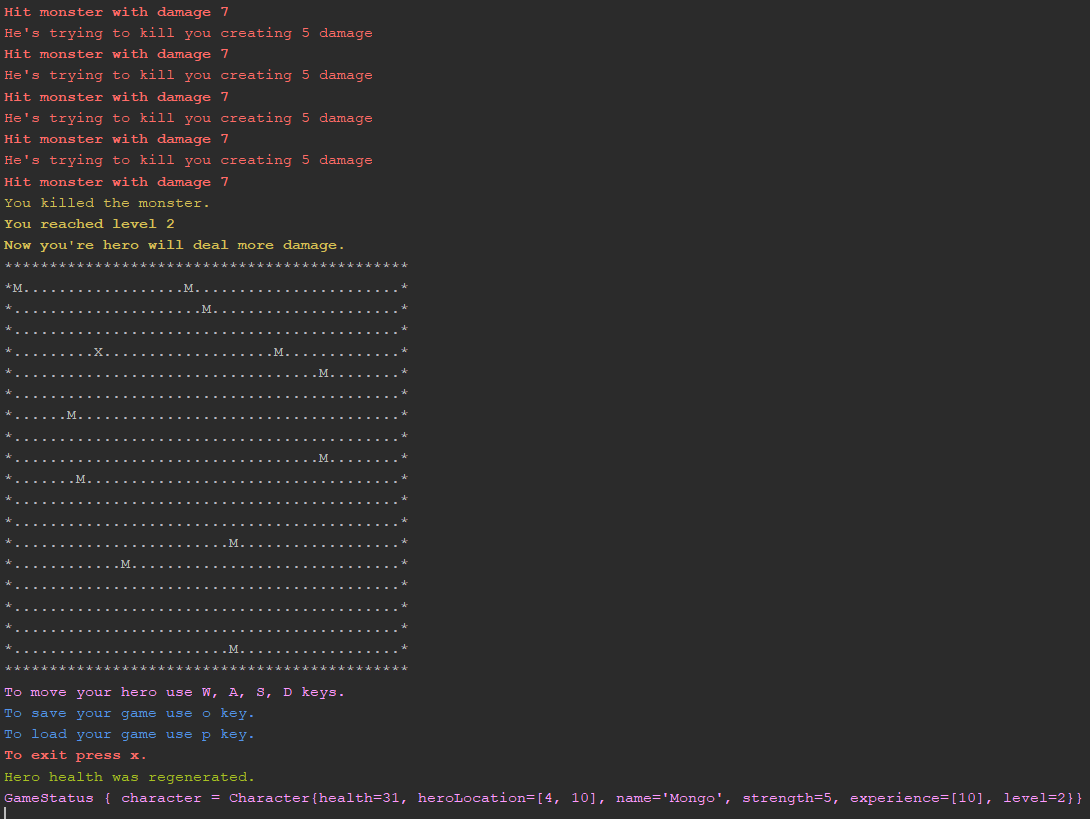 Hit monster with damage 7
He's trying to kill you creating 5 damage
Hit monster with damage 7
He's trying to kill you creating 5 damage
Hit monster with damage 7
He's trying to kill you creating 5 damage
Hit monster with damage 7
He's trying to kill you creating 5 damage
Hit monster with damage 7
You killed the monster.
You reached level 2
Now you're hero will deal more damage.
*********************************************
*M..................M.......................*
*.....................M.....................*
*...........................................*
*.........X...................M.............*
*..................................M........*
*...........................................*
*......M....................................*
*...........................................*
*..................................M........*
*.......M...................................*
*...........................................*
*...........................................*
*........................M..................*
*............M..............................*
*...........................................*
*...........................................*
*...........................................*
*........................M..................*
*********************************************
To move your hero use W, A, S, D keys.
To save your game use o key.
To load your game use p key.
To exit press x.
Hero health was regenerated.
GameStatus { character = Character{health=31, heroLocation=[4, 10], name='Mongo', strength=5, experience=[10], level=2}}